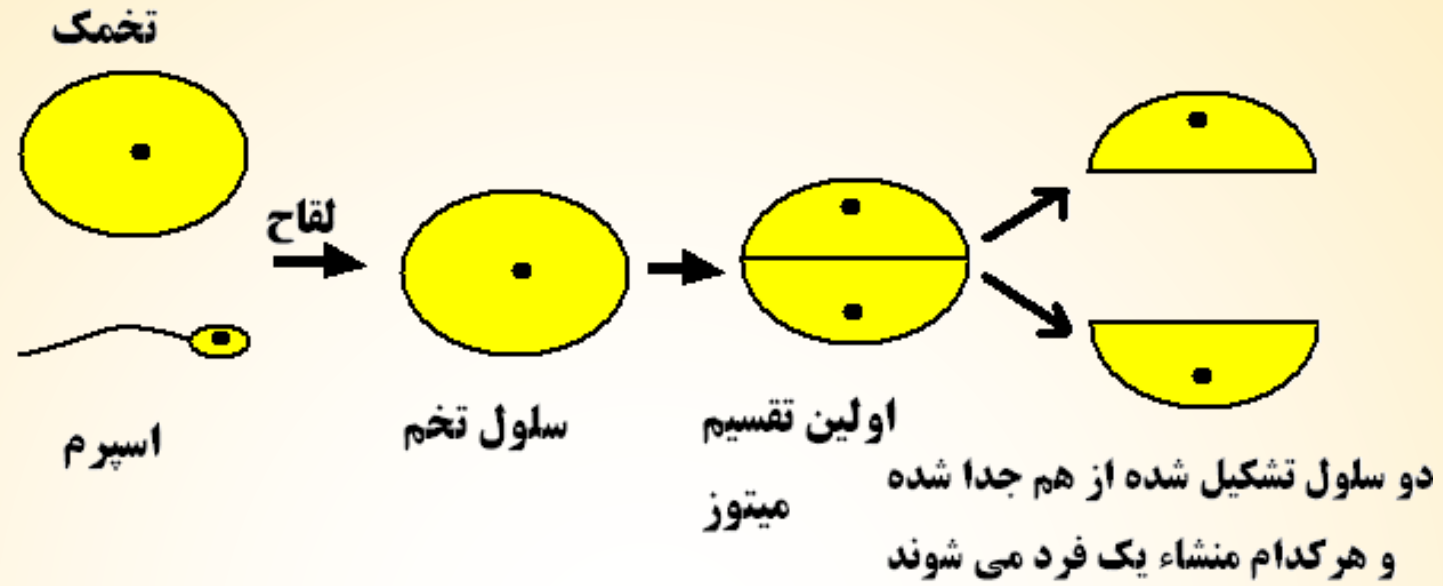 تخمک
لقاح
اسپرم
سلول تخم
اولین تقسیم
میتوز
دو سلول تشکیل شده از هم جدا شده
و هرکدام منشاء یک فرد می شوند